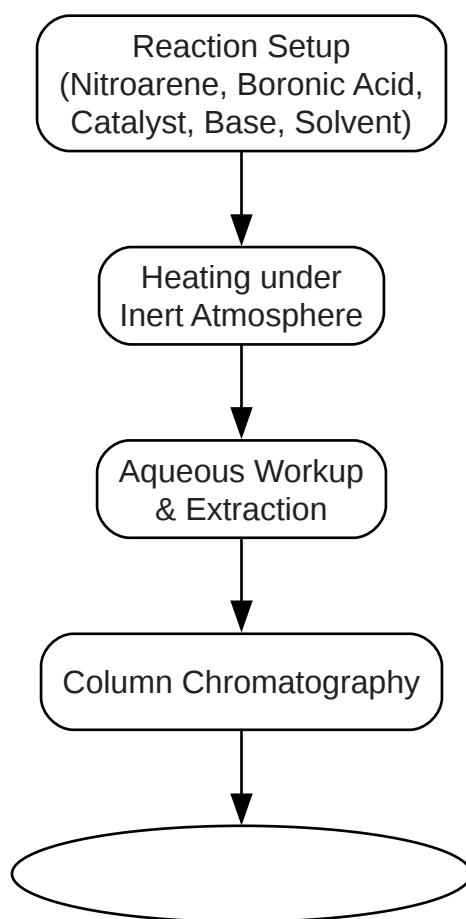 Reaction Setup
(Nitroarene, Boronic Acid,
Catalyst, Base, Solvent)
Heating under
Inert Atmosphere
Aqueous Workup
& Extraction
Column Chromatography